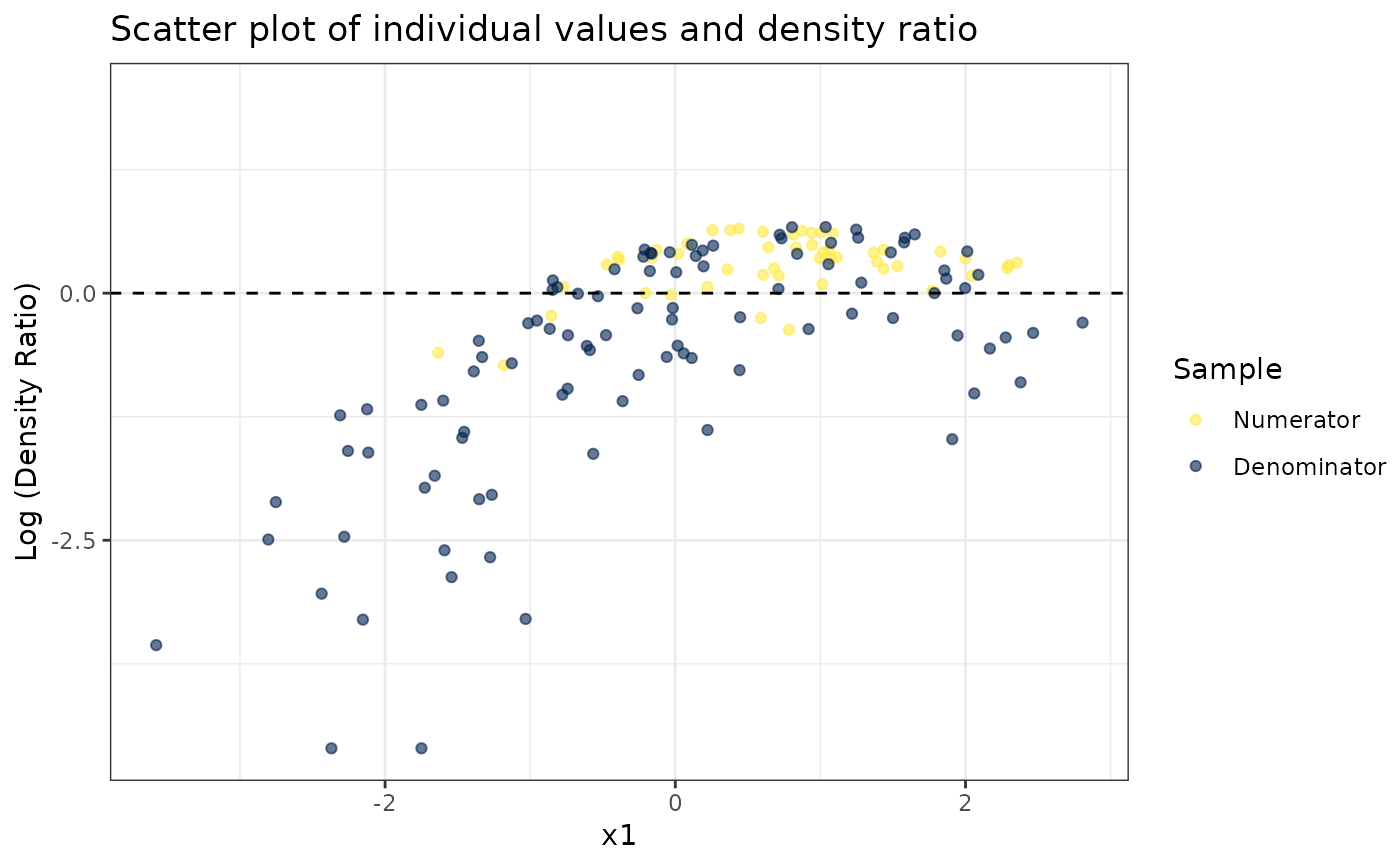 Scatter plot of individual values and density ratio
Log (Density Ratio)
0.0
-2.5
-2
0
2
x1
Sample
Numerator
Denominator